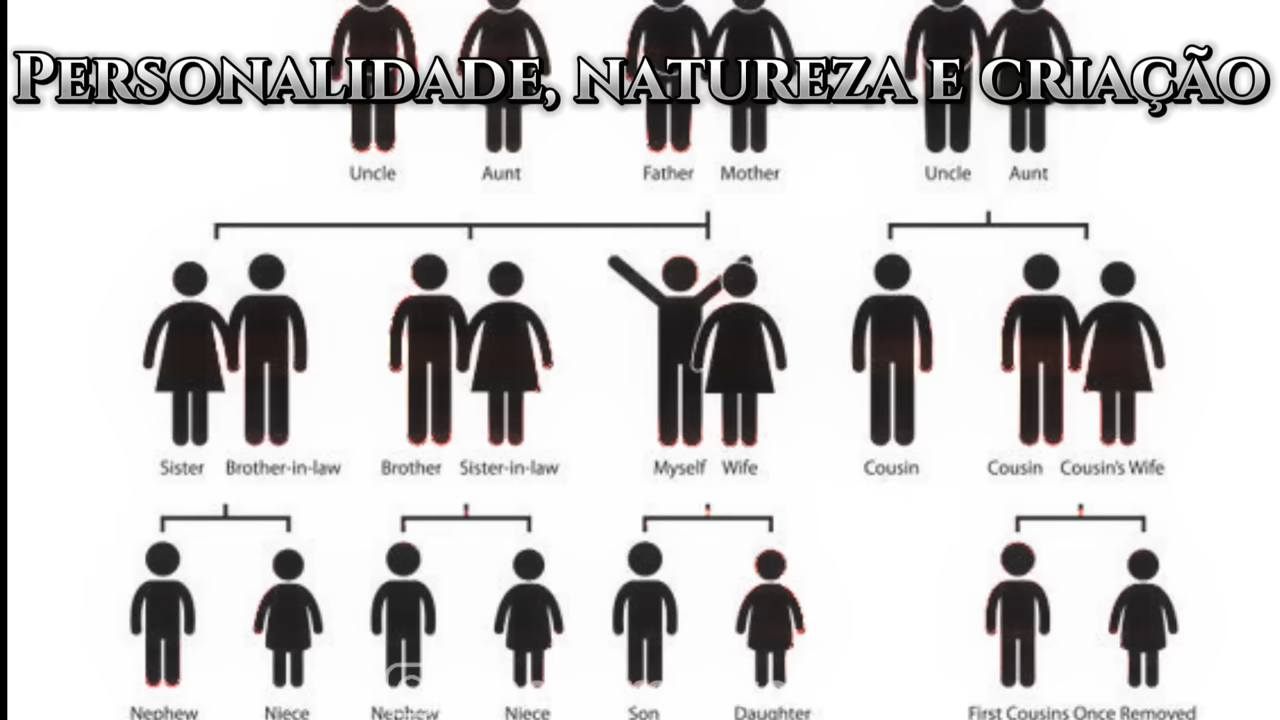 Personalidade, natureza e criação
Uncle Aunt Father Mother Uncle Aunt
Sister Brother-in-law Brother Sister-in-law Myself Wife Cousin Cousin's Wife
Nephew Niece Nephew Niece Son Daughter First Cousins Once Removed